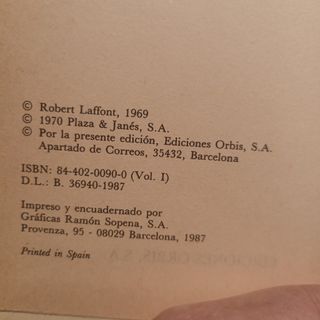 © Robert Laffont, 1969
© 1970 Plaza & Janés, S.A.
© Por la presente edición, Ediciones Orbis, S.A.
Apartado de Correos, 35432, Barcelona
ISBN: 84-402-0090-0 (Vol. I)
D.L.: B. 36940-1987
Impreso y encuadernado por
Gráficas Ramón Sopena, S.A.
Provenza, 95 - 08029 Barcelona, 1987
Printed in Spain